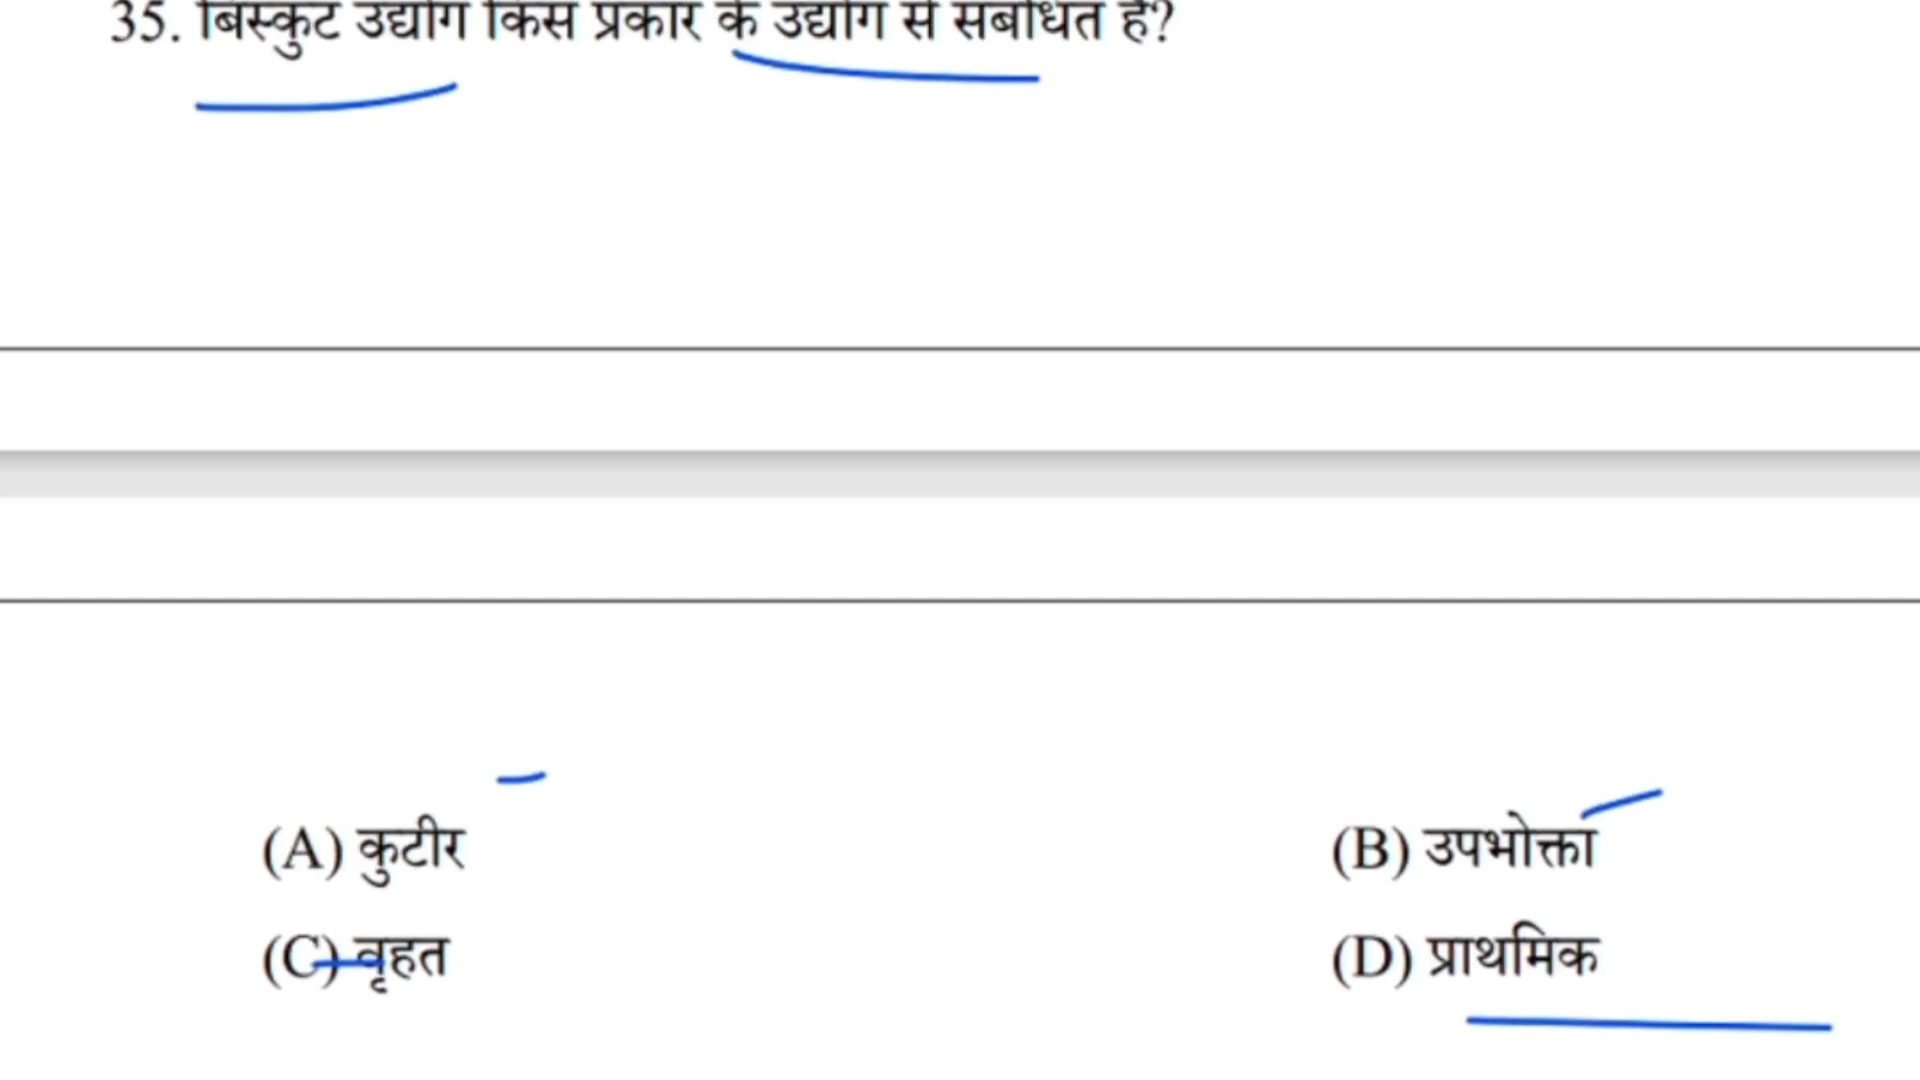 35. बिस्कुट उद्योग किस प्रकार के उद्योग से संबंधित है?
(A) कुटीर
(B) उपभोक्ता
(C) वृहत
(D) प्राथमिक